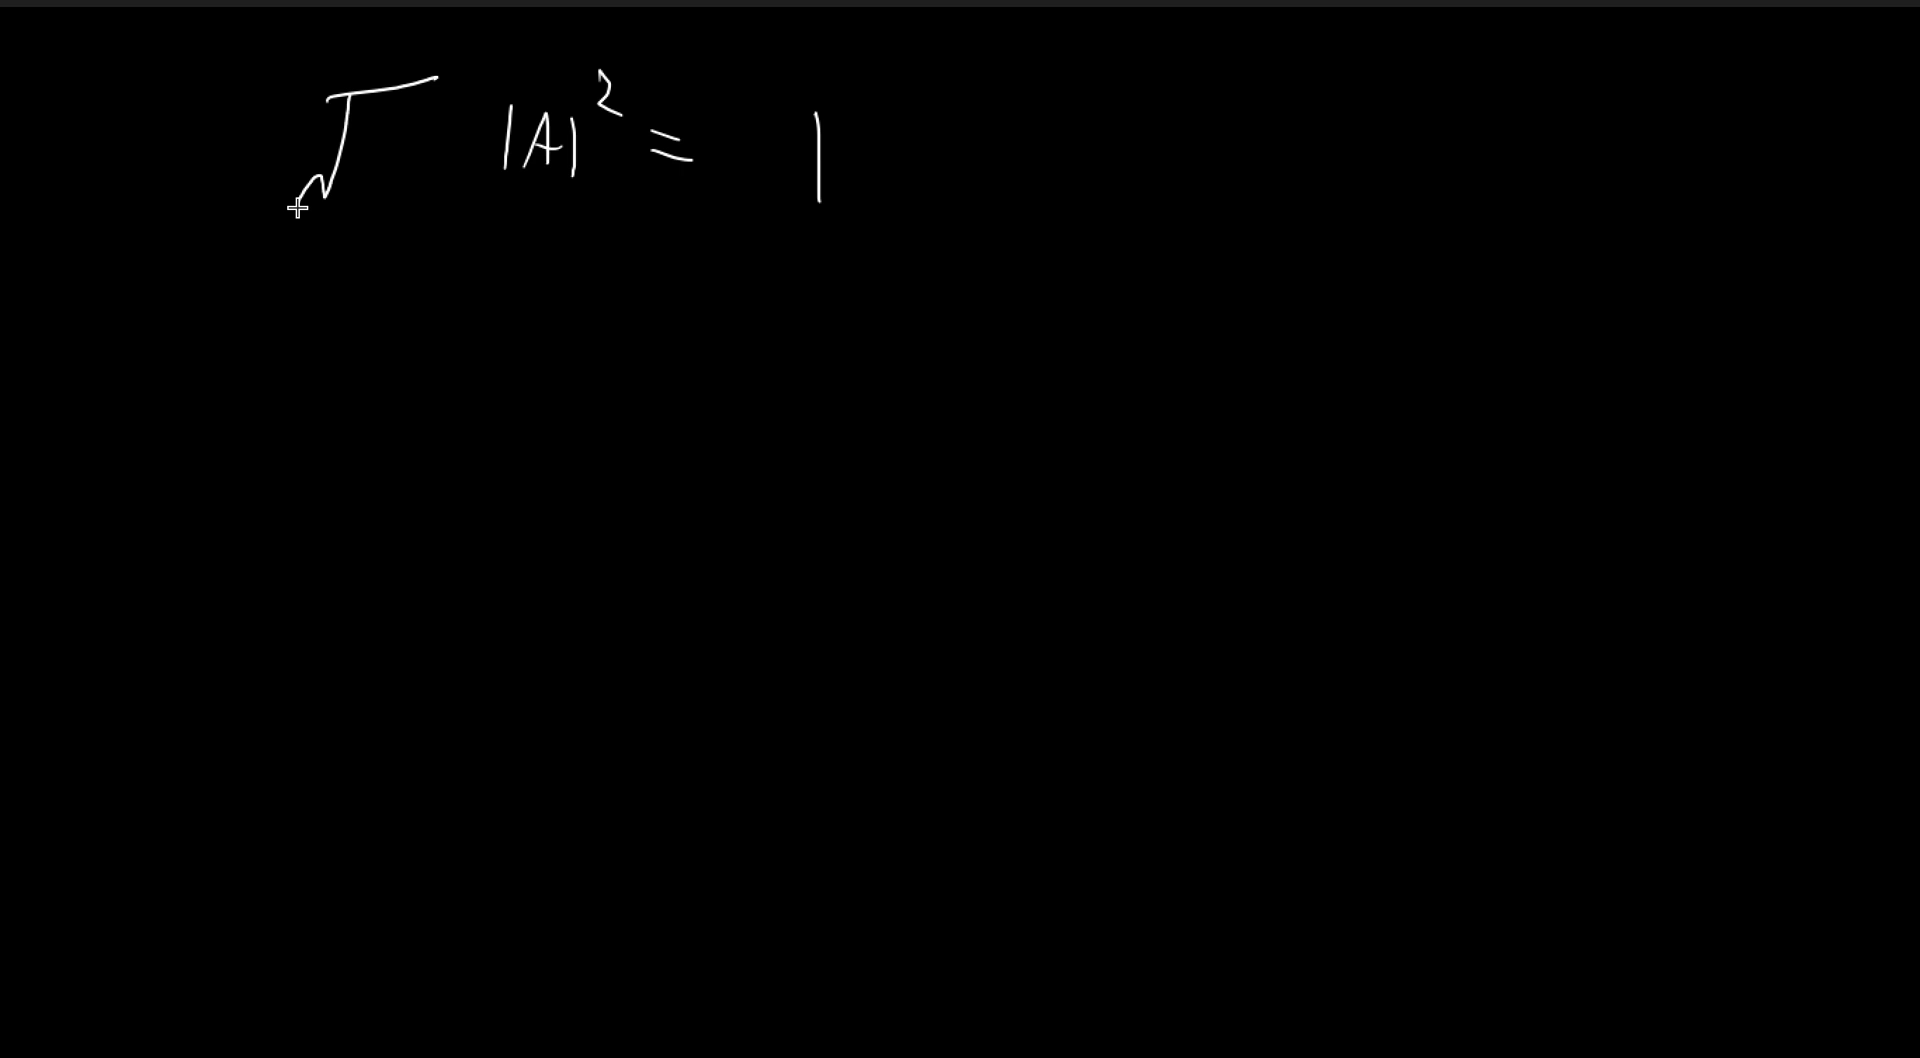 √ |A|² = 1